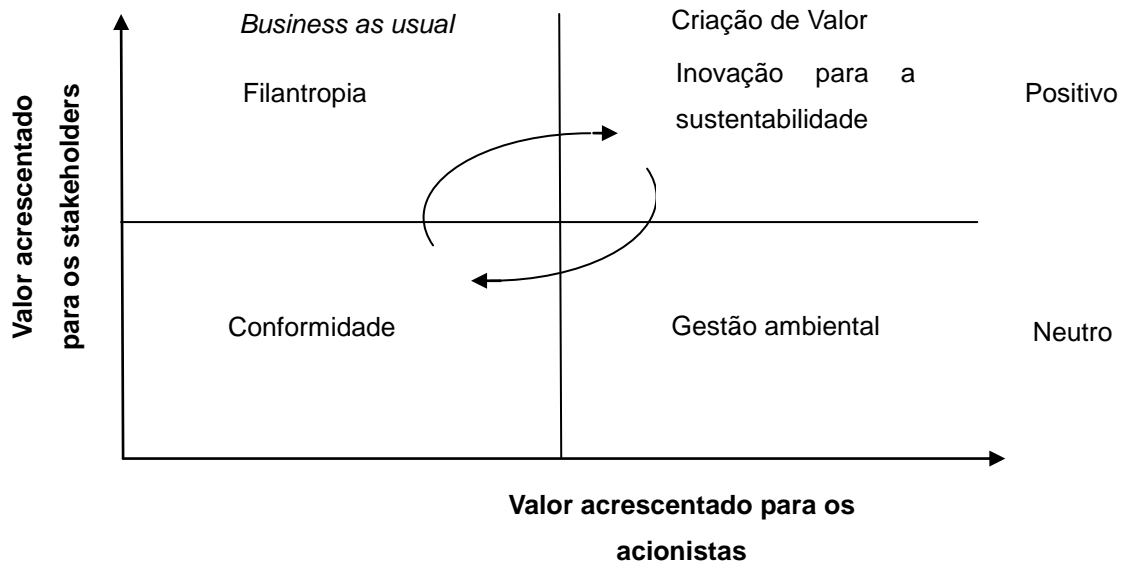 Business as usual
Criação de Valor
Filantropia
Inovação para a
sustentabilidade
Positivo
Valor acrescentado
para os stakeholders
Conformidade
Gestão ambiental
Neutro
Valor acrescentado para os
acionistas